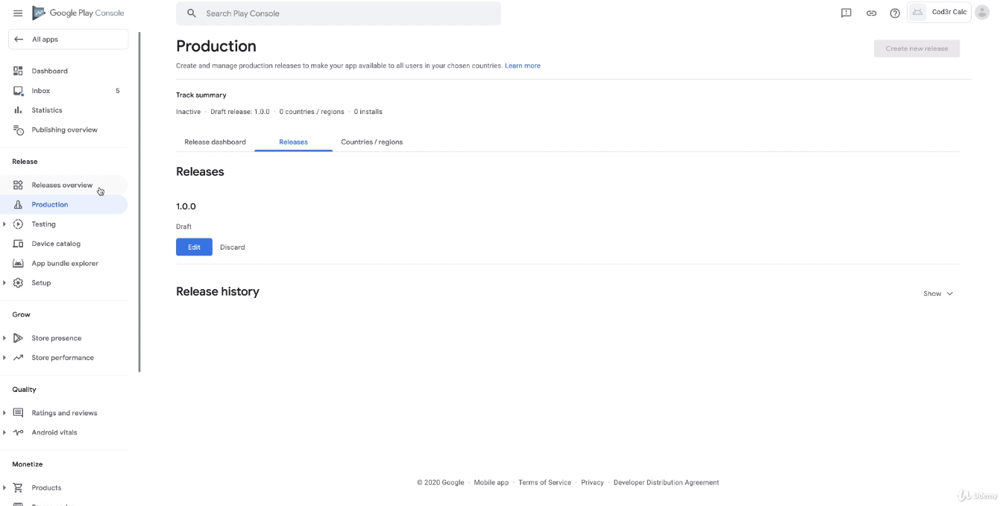 Google Play Console
Search Play Console
Cod3r Calc
All apps
Dashboard
Inbox 5
Statistics
Publishing overview
Release
Releases overview
Production
Testing
Device catalog
App bundle explorer
Setup
Grow
Store presence
Store performance
Quality
Ratings and reviews
Android vitals
Monetize
Products
Production
Create new release
Create and manage production releases to make your app available to all users in your chosen countries. Learn more
Track summary
Inactive · Draft release: 1.0.0 · 0 countries / regions · 0 installs
Release dashboard Releases Countries / regions
Releases
1.0.0
Draft
Edit Discard
Release history
Show
© 2020 Google · Mobile app · Terms of Service · Privacy · Developer Distribution Agreement
Udemy